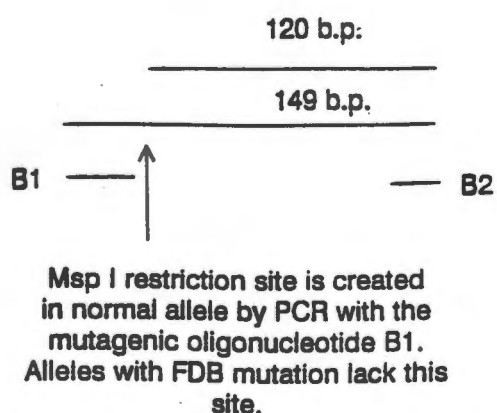 120 b.p.
149 b.p.
B1
B2
Msp I restriction site is created
in normal allele by PCR with the
mutagenic oligonucleotide B1.
Alleles with FDB mutation lack this
site.